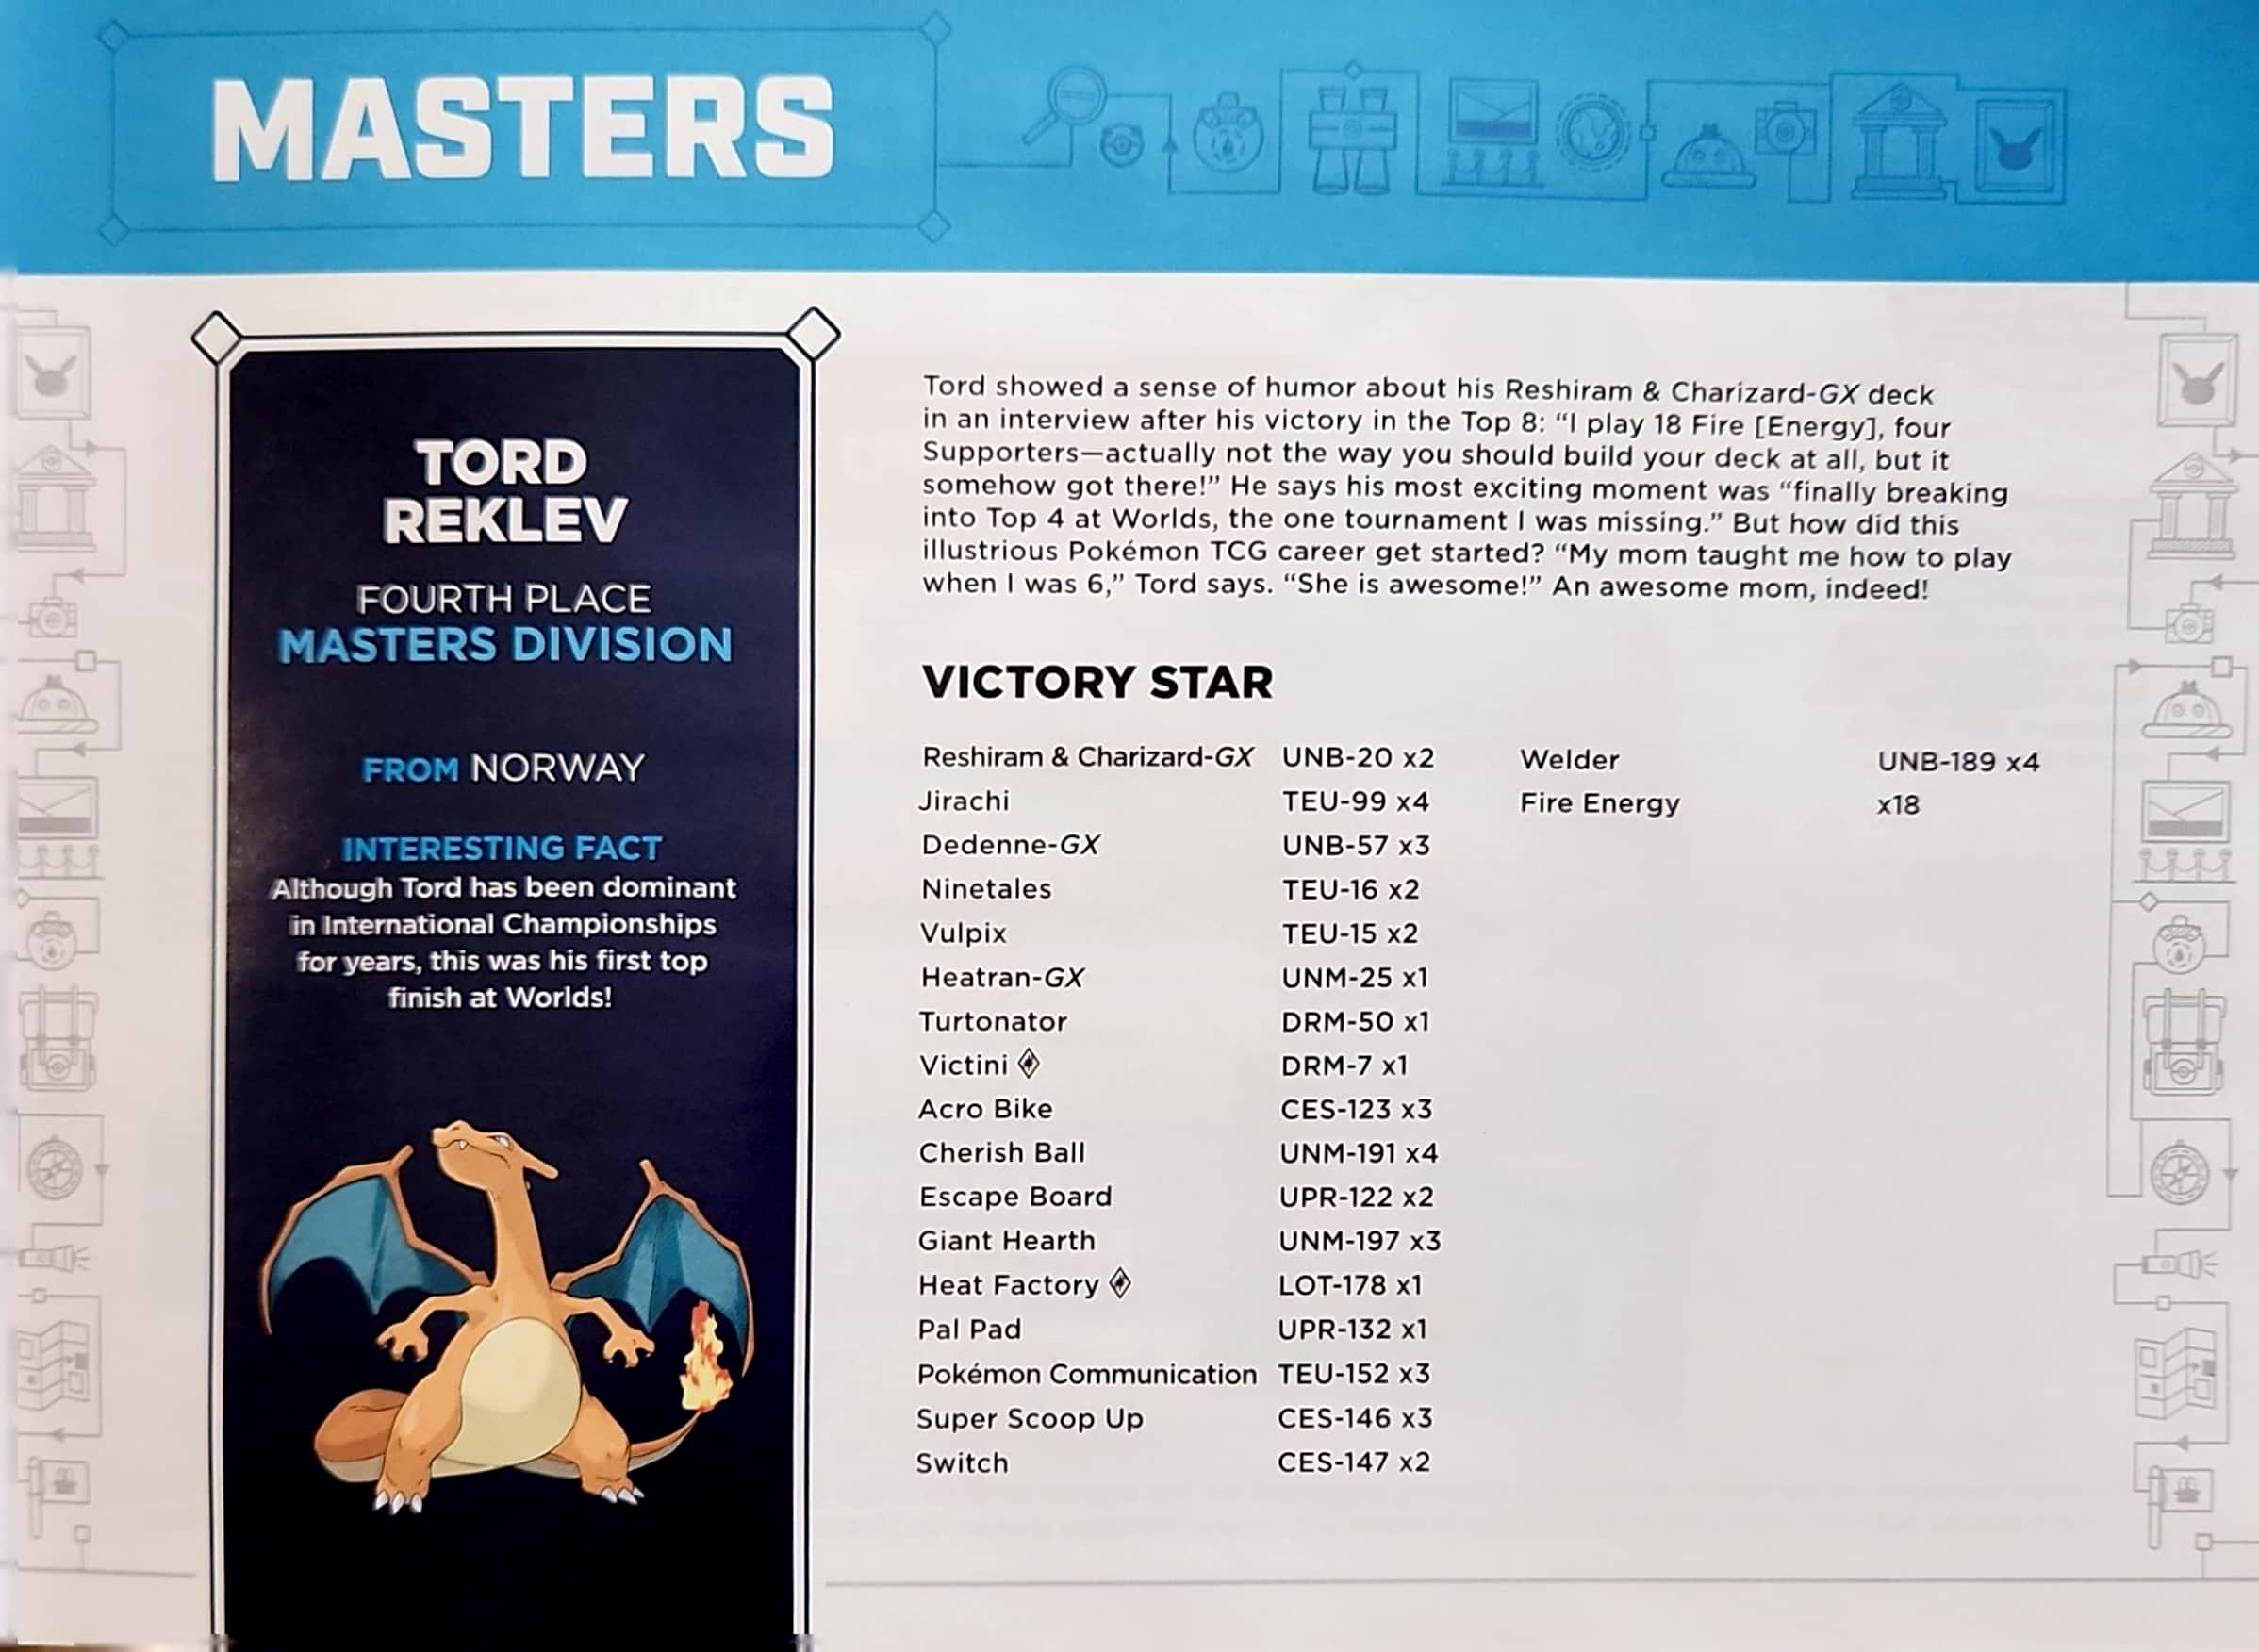 MASTERS
TORD
REKLEV
FOURTH PLACE
MASTERS DIVISION
FROM NORWAY
INTERESTING FACT
Although Tord has been dominant
in International Championships
for years, this was his first top
finish at Worlds!
Tord showed a sense of humor about his Reshiram & Charizard-GX deck
in an interview after his victory in the Top 8: “I play 18 Fire [Energy], four
Supporters—actually not the way you should build your deck at all, but it
somehow got there!” He says his most exciting moment was “finally breaking
into Top 4 at Worlds, the one tournament I was missing.” But how did this
illustrious Pokémon TCG career get started? “My mom taught me how to play
when I was 6,” Tord says. “She is awesome!” An awesome mom, indeed!
VICTORY STAR
Reshiram & Charizard-GX UNB-20 x2
Jirachi TEU-99 x4
Dedenne-GX UNB-57 x3
Ninetales TEU-16 x2
Vulpix TEU-15 x2
Heatran-GX UNM-25 x1
Turtonator DRM-50 x1
Victini DRM-7 x1
Acro Bike CES-123 x3
Cherish Ball UNM-191 x4
Escape Board UPR-122 x2
Giant Hearth UNM-197 x3
Heat Factory LOT-178 x1
Pal Pad UPR-132 x1
Pokémon Communication TEU-152 x3
Super Scoop Up CES-146 x3
Switch CES-147 x2
Welder UNB-189 x4
Fire Energy x18